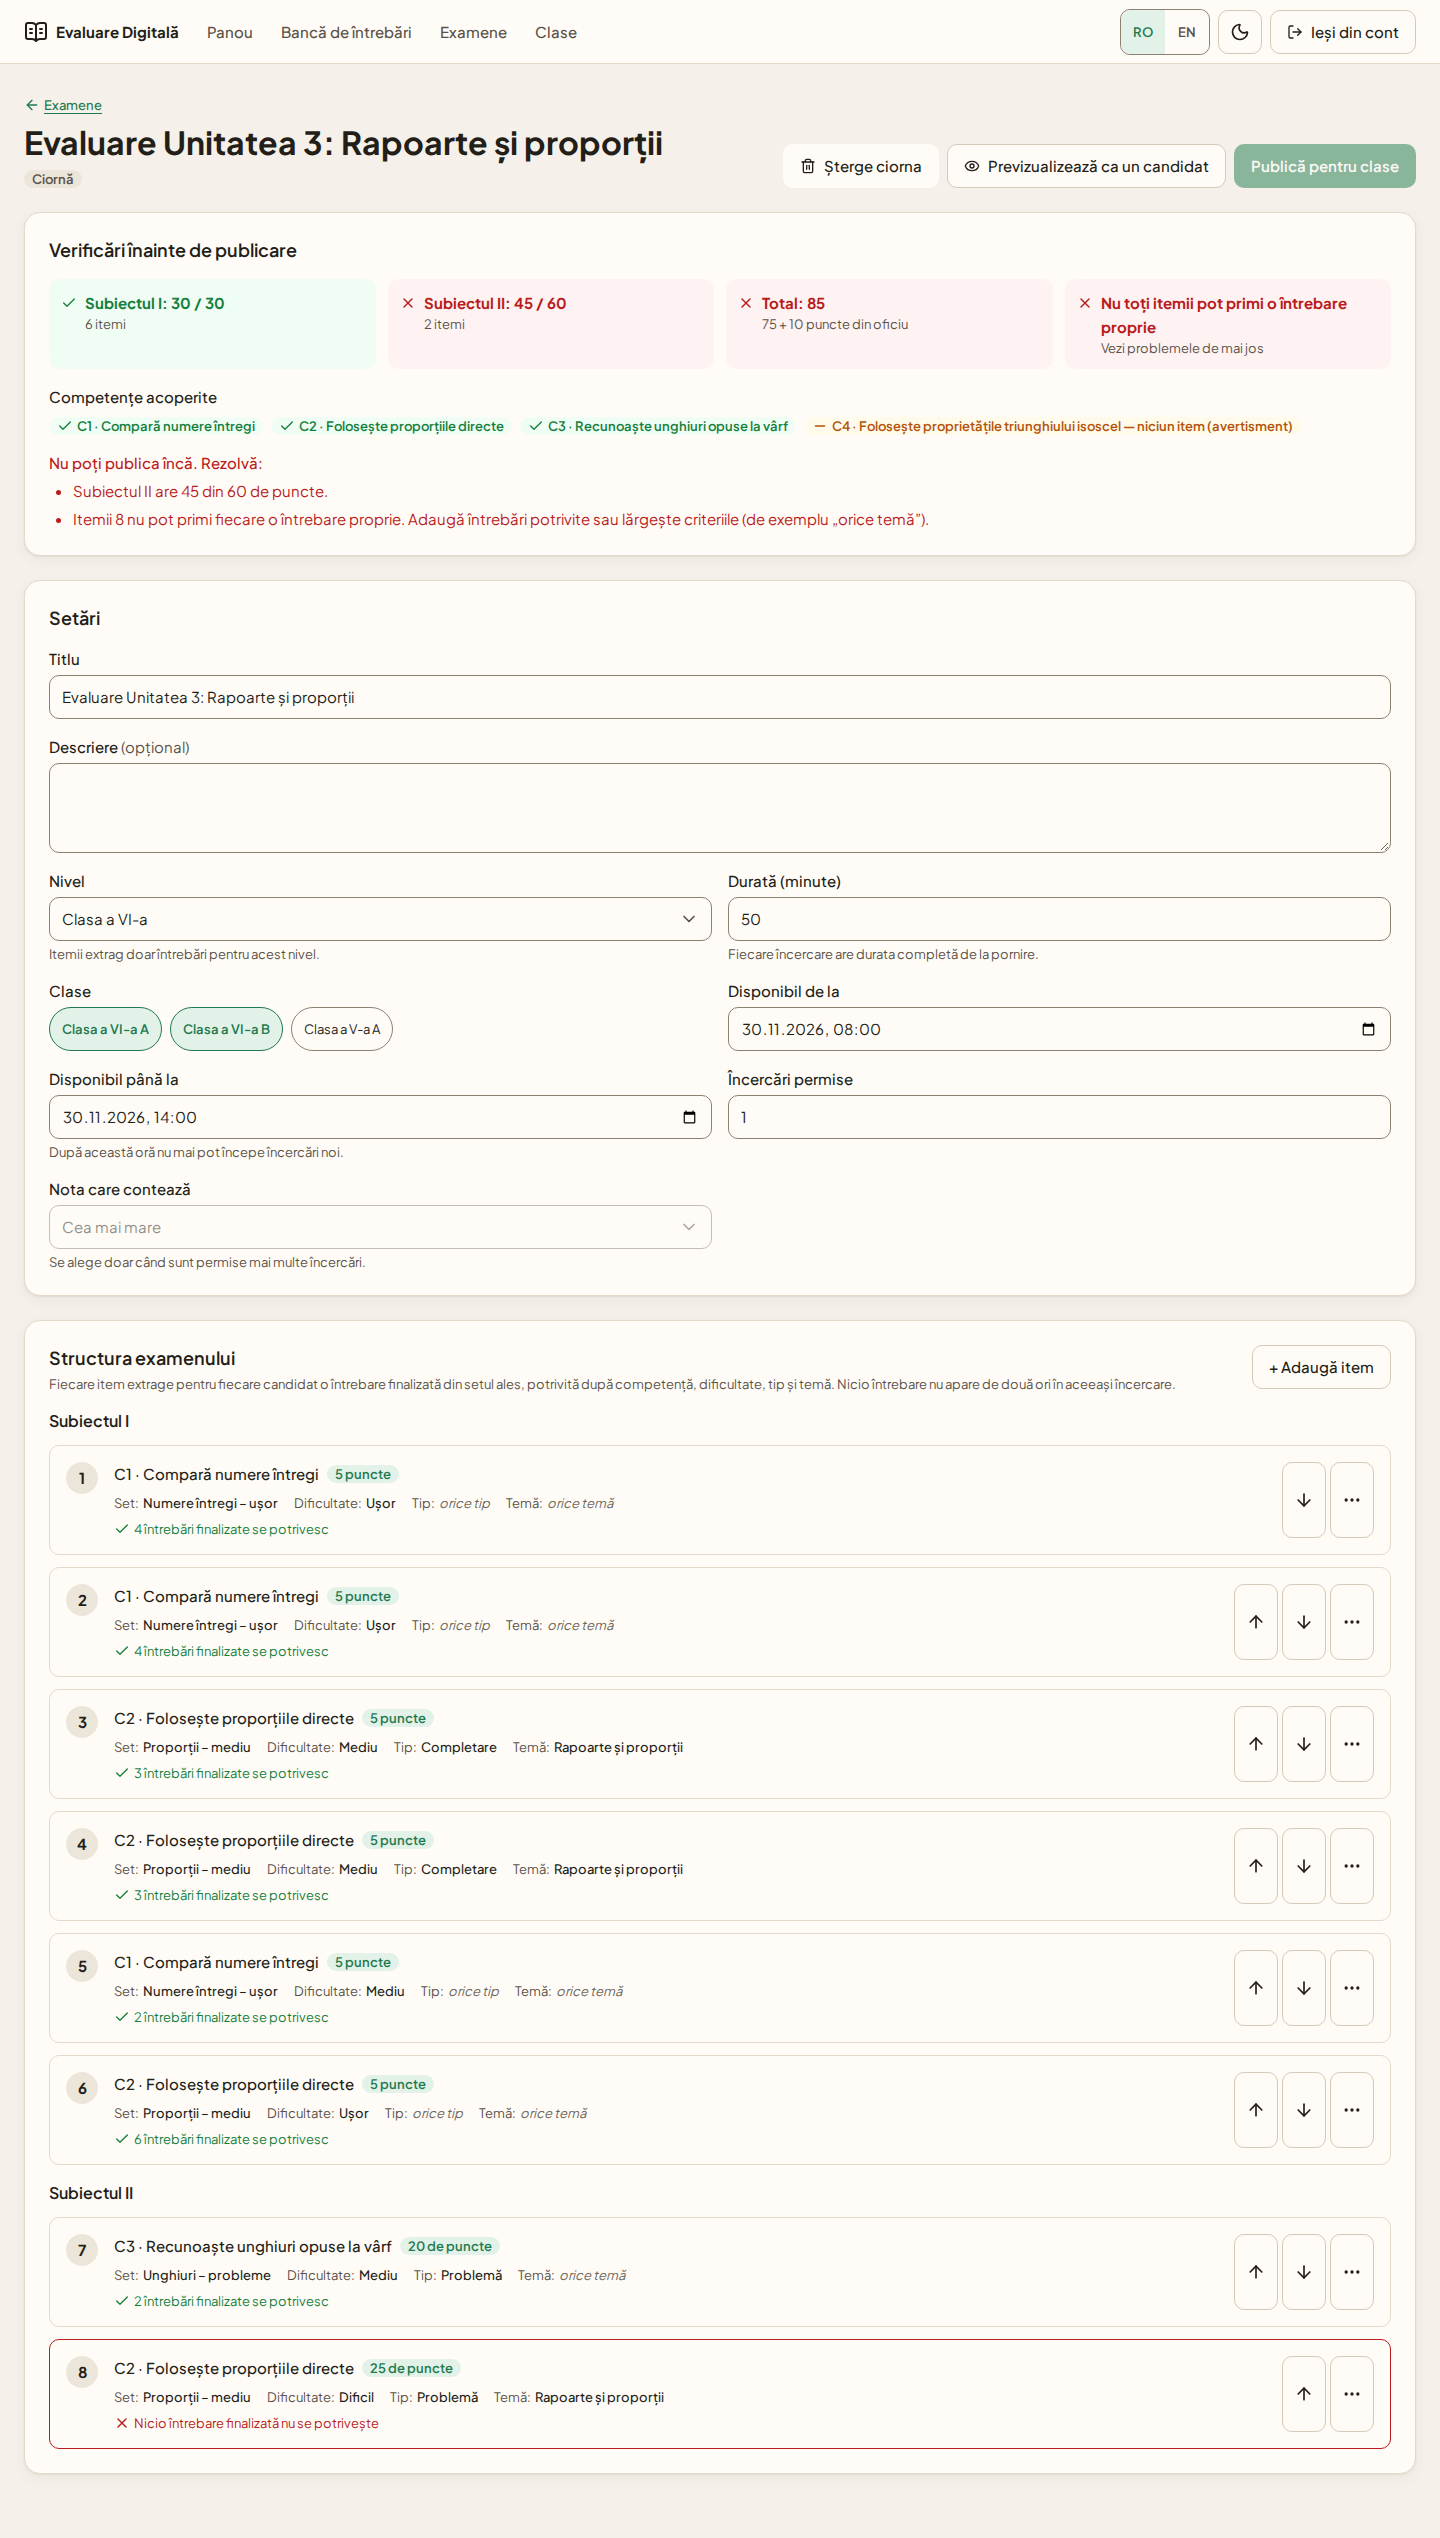 Evaluare Digitală
Panou
Bancă de întrebări
Examene
Clase
RO
EN
Ieși din cont
Examene
Evaluare Unitatea 3: Rapoarte și proporții
Ciornă
Șterge ciorna
Previzualizează ca un candidat
Publică pentru clase
Verificări înainte de publicare
Subiectul I: 30 / 30
6 itemi
Subiectul II: 45 / 60
2 itemi
Total: 85
75 + 10 puncte din oficiu
Nu toți itemii pot primi o întrebare
proprie
Vezi problemele de mai jos
Competențe acoperite
C1 · Compară numere întregi
C2 · Folosește proporțiile directe
C3 · Recunoaște unghiuri opuse la vârf
C4 · Folosește proprietățile triunghiului isoscel — niciun item (avertisment)
Nu poți publica încă. Rezolvă:
• Subiectul II are 45 din 60 de puncte.
• Itemii 8 nu pot primi fiecare o întrebare proprie. Adaugă întrebări potrivite sau lărgește criteriile (de exemplu „orice temă”).
Setări
Titlu
Evaluare Unitatea 3: Rapoarte și proporții
Descriere (opțional)
Nivel
Clasa a VI-a
Itemii extrag doar întrebări pentru acest nivel.
Durată (minute)
50
Fiecare încercare are durata completă de la pornire.
Clase
Clasa a VI-a A
Clasa a VI-a B
Clasa a V-a A
Disponibil de la
30.11.2026, 08:00
Disponibil până la
30.11.2026, 14:00
După această oră nu mai pot începe încercări noi.
Încercări permise
1
Nota care contează
Cea mai mare
Se alege doar când sunt permise mai multe încercări.
Structura examenului
Fiecare item extrage pentru fiecare candidat o întrebare finalizată din setul ales, potrivită după competență, dificultate, tip și temă. Nicio întrebare nu apare de două ori în aceeași încercare.
+ Adaugă item
Subiectul I
1
C1 · Compară numere întregi 5 puncte
Set: Numere întregi – ușor Dificultate: Ușor Tip: orice tip Temă: orice temă
4 întrebări finalizate se potrivesc
2
C1 · Compară numere întregi 5 puncte
Set: Numere întregi – ușor Dificultate: Ușor Tip: orice tip Temă: orice temă
4 întrebări finalizate se potrivesc
3
C2 · Folosește proporțiile directe 5 puncte
Set: Proporții – mediu Dificultate: Mediu Tip: Completare Temă: Rapoarte și proporții
3 întrebări finalizate se potrivesc
4
C2 · Folosește proporțiile directe 5 puncte
Set: Proporții – mediu Dificultate: Mediu Tip: Completare Temă: Rapoarte și proporții
3 întrebări finalizate se potrivesc
5
C1 · Compară numere întregi 5 puncte
Set: Numere întregi – ușor Dificultate: Mediu Tip: orice tip Temă: orice temă
2 întrebări finalizate se potrivesc
6
C2 · Folosește proporțiile directe 5 puncte
Set: Proporții – mediu Dificultate: Ușor Tip: orice tip Temă: orice temă
6 întrebări finalizate se potrivesc
Subiectul II
7
C3 · Recunoaște unghiuri opuse la vârf 20 de puncte
Set: Unghiuri – probleme Dificultate: Mediu Tip: Problemă Temă: orice temă
2 întrebări finalizate se potrivesc
8
C2 · Folosește proporțiile directe 25 de puncte
Set: Proporții – mediu Dificultate: Dificil Tip: Problemă Temă: Rapoarte și proporții
Nicio întrebare finalizată nu se potrivește